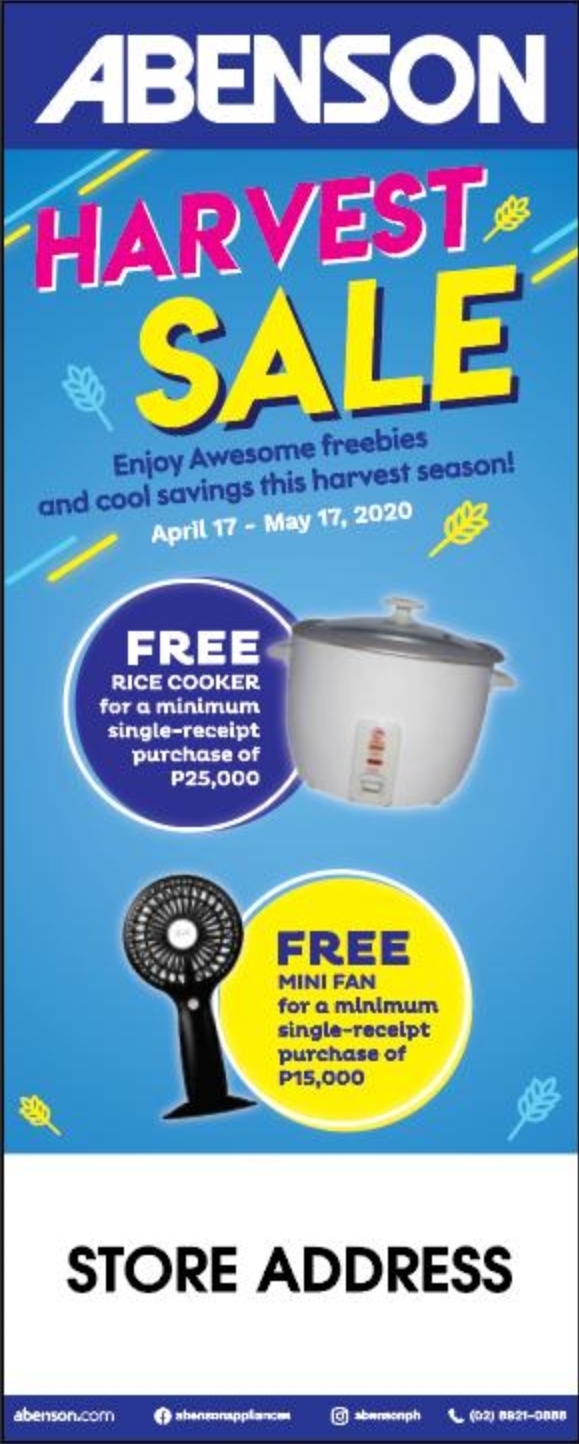 ABENSON
HARVEST
SALE
Enjoy Awesome freebies
and cool savings this harvest season!
April 17 - May 17, 2020
FREE
RICE COOKER
for a minimum
single-receipt
purchase of
P25,000
FREE
MINI FAN
for a minimum
single-receipt
purchase of
P15,000
STORE ADDRESS
abenson.com abensonappliances abensonph (02) 8921-0888